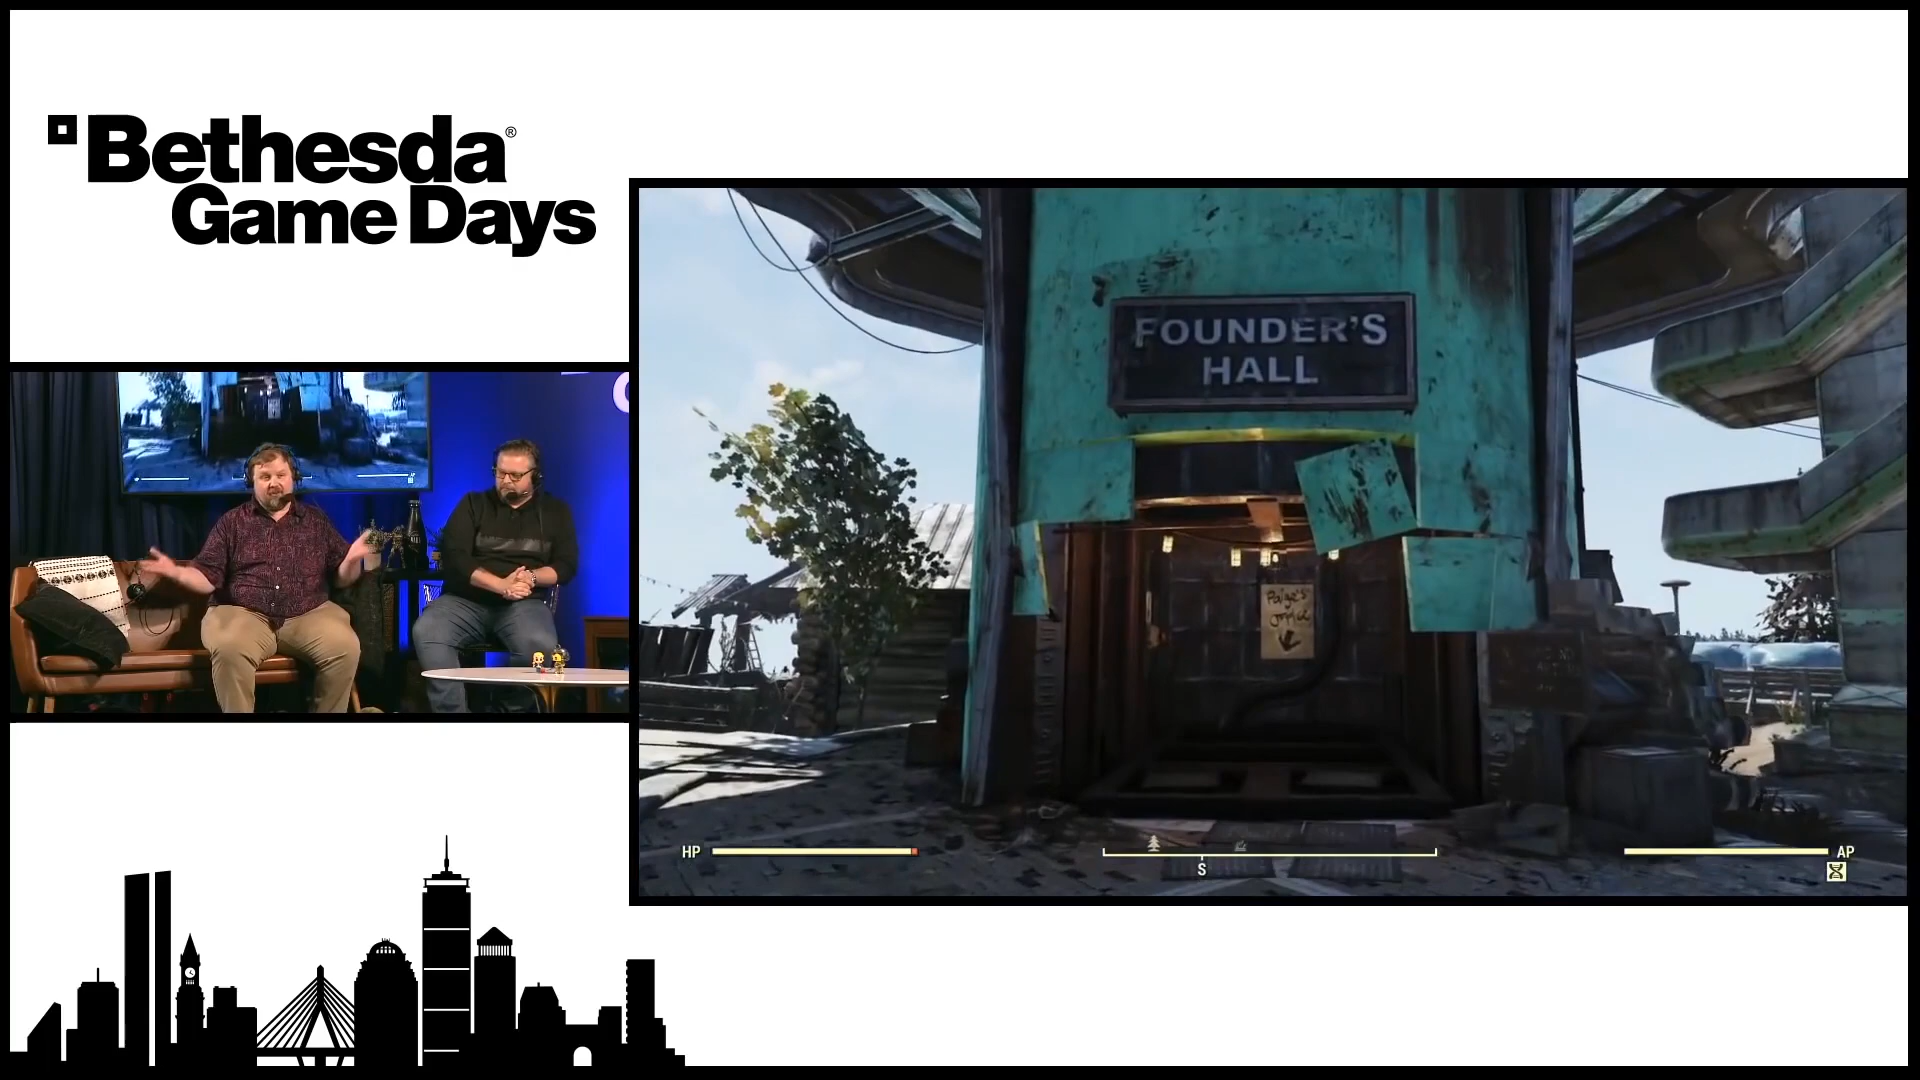 Bethesda®
Game Days
FOUNDER'S
HALL
Paige's
office
HP
S
AP